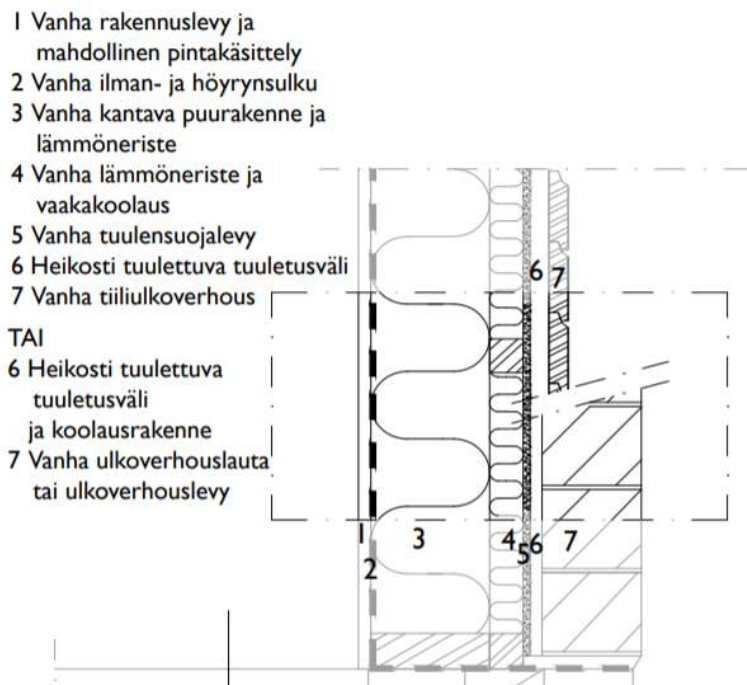 1 Vanha rakennuslevy ja
mahdollinen pintakäsittely
2 Vanha ilman- ja höyrynsulku
3 Vanha kantava puurakenne ja
lämmöneriste
4 Vanha lämmöneriste ja
vaakakoolaus
5 Vanha tuulensuojalevy
6 Heikosti tuulettuva tuuletusväli
7 Vanha tiiliulkoverhous
TAI
6 Heikosti tuulettuva
tuuletusväli
ja koolausrakenne
7 Vanha ulkoverhouslauta
tai ulkoverhouslevy
6 7
1 3 4 5 6 7
2